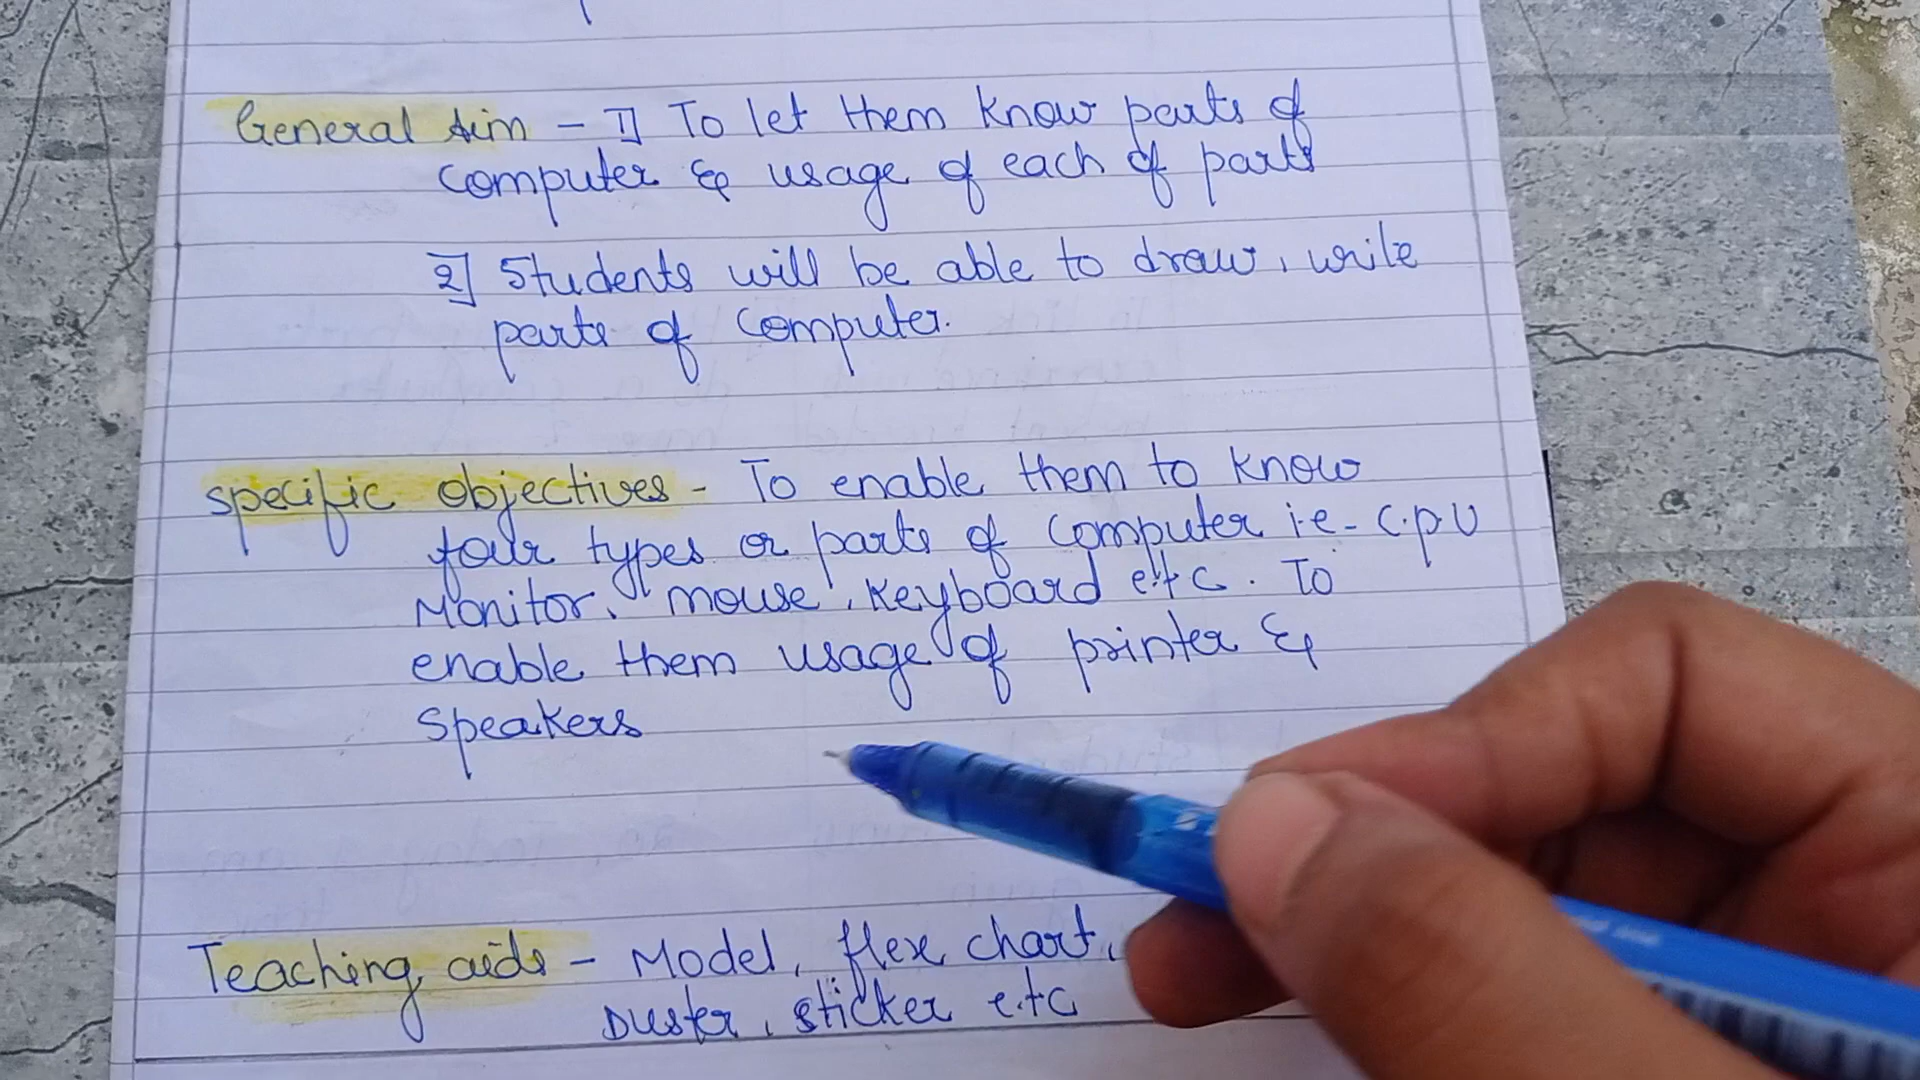 General Aim - 1] To let them know parts of
computer & usage of each of parts
2] Students will be able to draw, write
parts of computer.
specific objectives - To enable them to know
four types or parts of computer i.e - C.P.U
Monitor, mouse, Keyboard etc. To
enable them usage of printer &
speakers
Teaching aids - Model, flex chart,
Duster, sticker etc